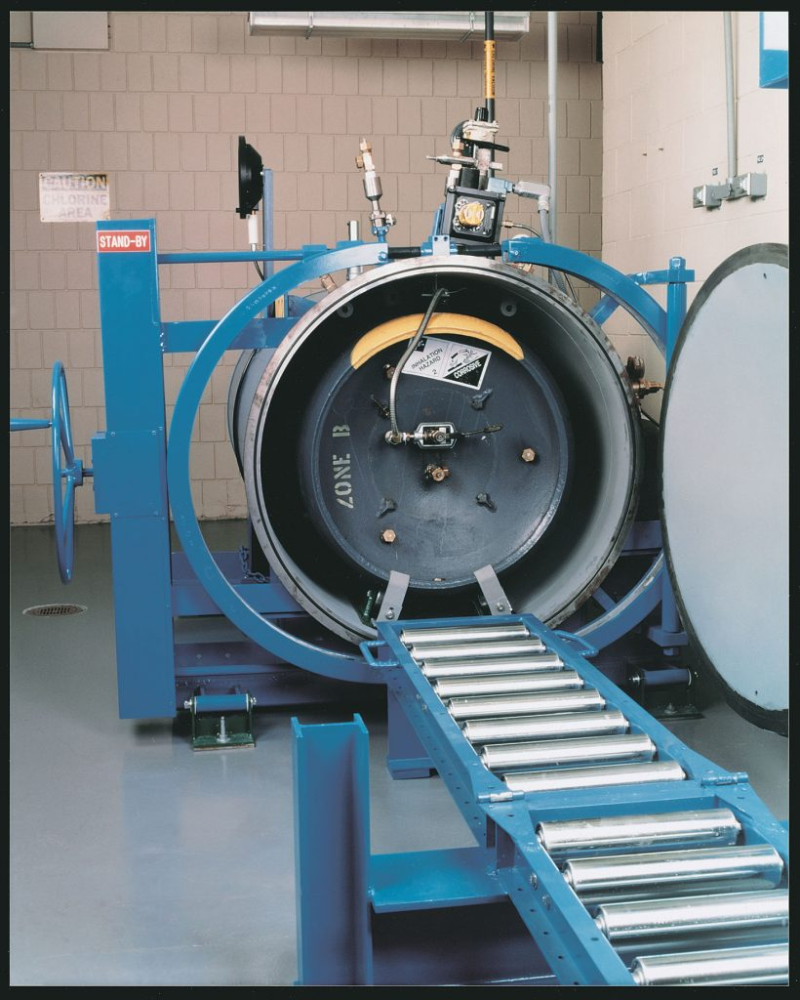 CAUTION
CHLORINE
AREA
STAND-BY
INHALATION
HAZARD
2
CORROSIVE
ZONE B